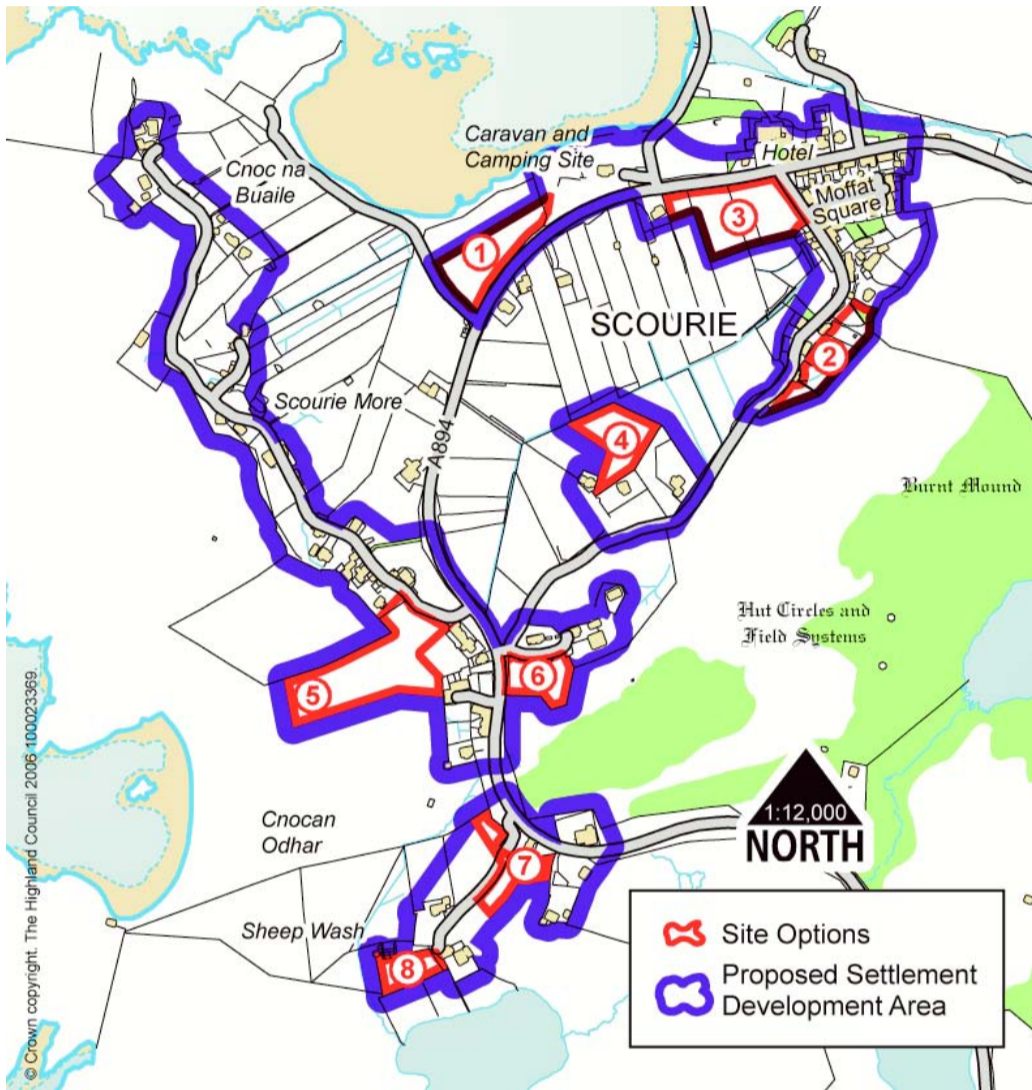 Caravan and
Camping Site
Hotel
Cnoc na
Buaile
Moffat
Square
1
3
SCOURIE
2
Scourie More
A894
4
Burnt Mound
Hut Circles and
Field Systems
5
6
1:12,000
NORTH
Cnocan
Odhar
7
Sheep Wash
8
Site Options
Proposed Settlement
Development Area
© Crown copyright. The Highland Council 2006 100023369